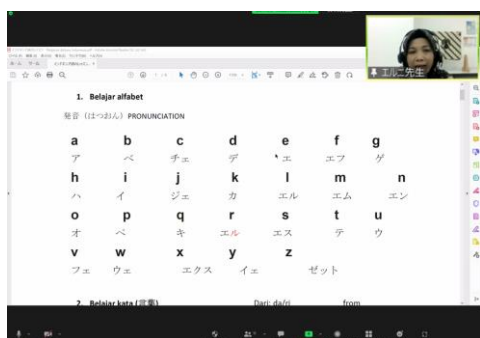 エルニ先生
1. Belajar alfabet
発音 (はつおん) PRONUNCIATION
a b c d e f g
ア ベ チェ デ エ エフ ゲ
h i j k l m n
ハ イ ジェ カ エル エム エン
o p q r s t u
オ ペ キ エル エス テ ウ
v w x y z
フェ ウェ エクス イェ ゼット
2. Belajar kata (言葉) Dari: da/ri from